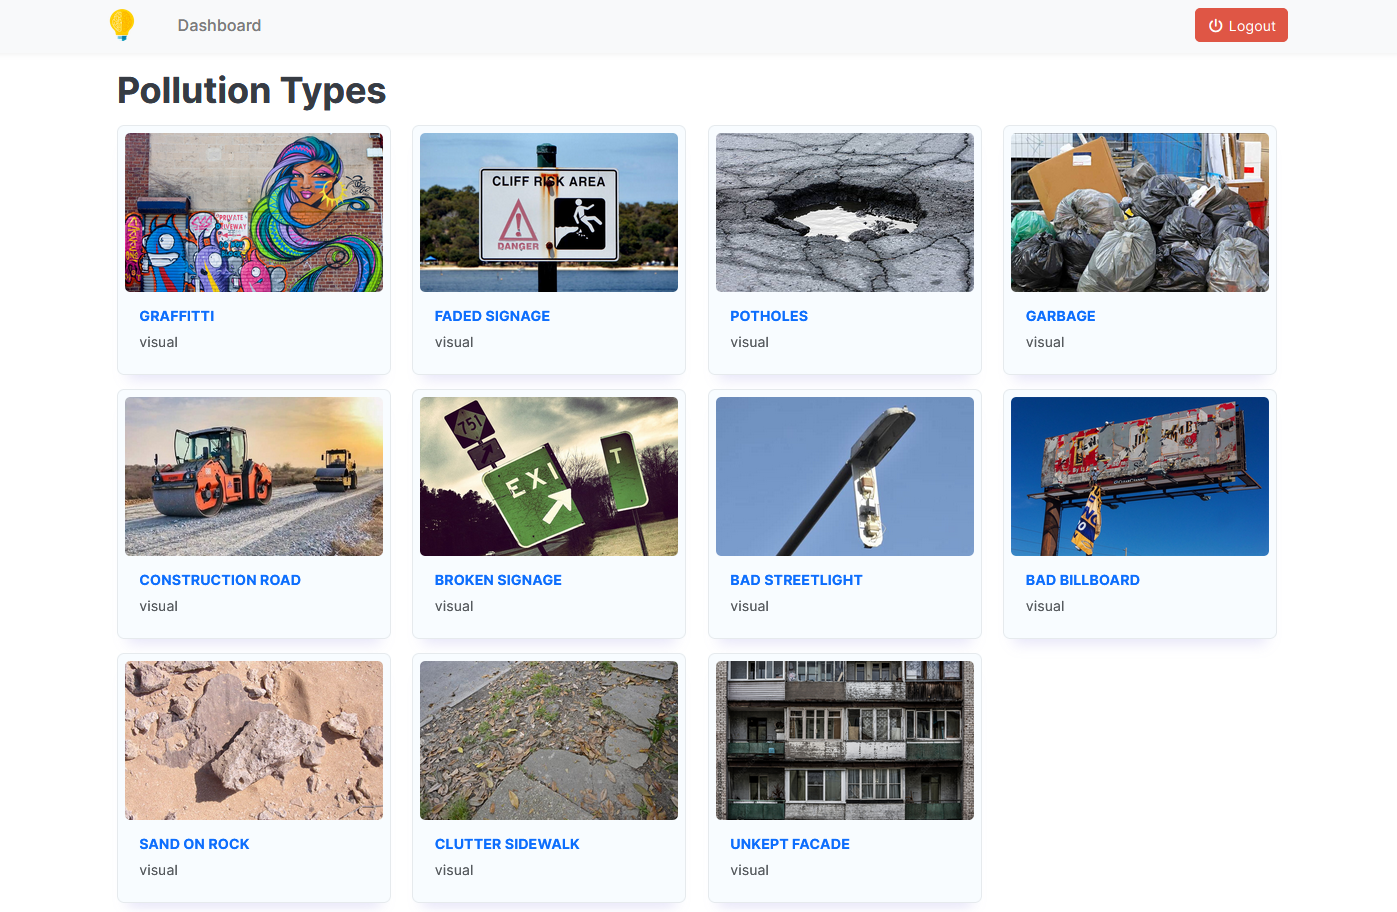 Dashboard
Logout
Pollution Types
PRIVATE
CLIFF RISK AREA
DANGER
GRAFFITTI
visual
FADED SIGNAGE
visual
POTHOLES
visual
GARBAGE
visual
751
EXI
T
CONSTRUCTION ROAD
visual
BROKEN SIGNAGE
visual
BAD STREETLIGHT
visual
BAD BILLBOARD
visual
SAND ON ROCK
visual
CLUTTER SIDEWALK
visual
UNKEPT FACADE
visual